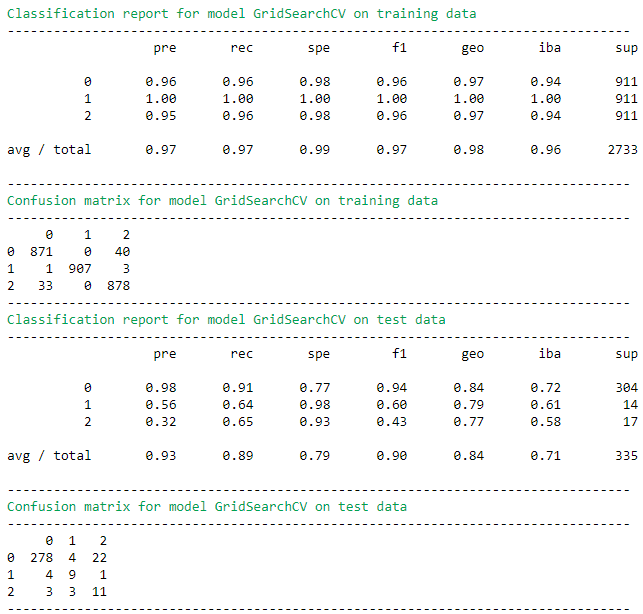 Classification report for model GridSearchCV on training data
--------------------------------------------------------------------------------
pre rec spe f1 geo iba sup
0 0.96 0.96 0.98 0.96 0.97 0.94 911
1 1.00 1.00 1.00 1.00 1.00 1.00 911
2 0.95 0.96 0.98 0.96 0.97 0.94 911
avg / total 0.97 0.97 0.99 0.97 0.98 0.96 2733
--------------------------------------------------------------------------------
Confusion matrix for model GridSearchCV on training data
--------------------------------------------------------------------------------
0 1 2
0 871 0 40
1 1 907 3
2 33 0 878
--------------------------------------------------------------------------------
Classification report for model GridSearchCV on test data
--------------------------------------------------------------------------------
pre rec spe f1 geo iba sup
0 0.98 0.91 0.77 0.94 0.84 0.72 304
1 0.56 0.64 0.98 0.60 0.79 0.61 14
2 0.32 0.65 0.93 0.43 0.77 0.58 17
avg / total 0.93 0.89 0.79 0.90 0.84 0.71 335
--------------------------------------------------------------------------------
Confusion matrix for model GridSearchCV on test data
--------------------------------------------------------------------------------
0 1 2
0 278 4 22
1 4 9 1
2 3 3 11
--------------------------------------------------------------------------------